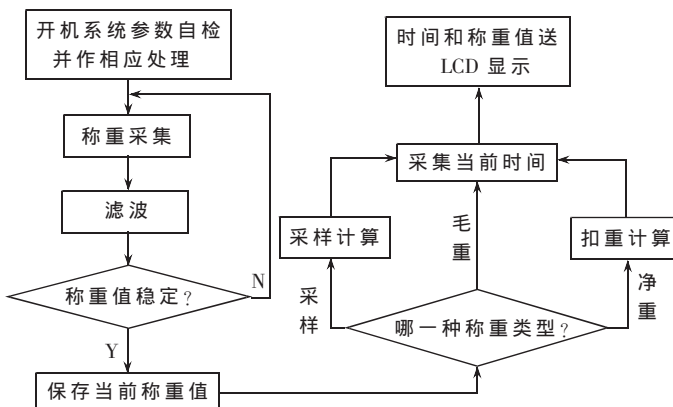 开机系统参数自检
并作相应处理
称重采集
滤波
称重值稳定?
N
Y
保存当前称重值
哪一种称重类型?
采样
毛重
净重
采样计算
扣重计算
采集当前时间
时间和称重值送
LCD 显示